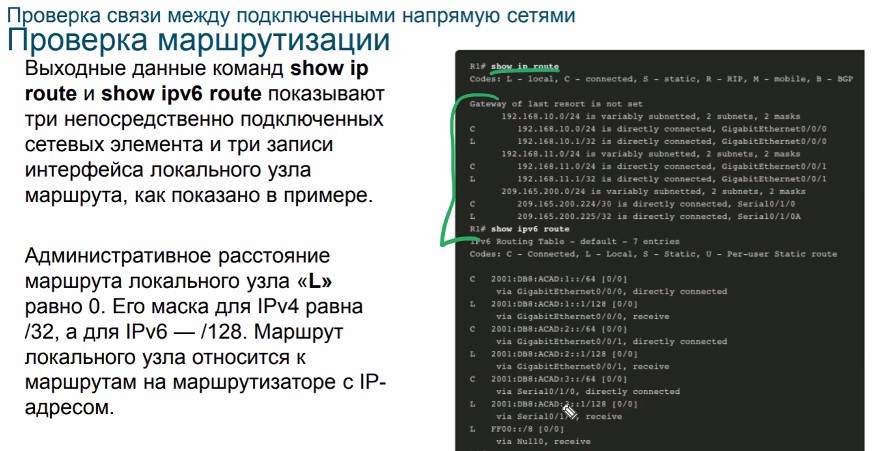 Проверка связи между подключенными напрямую сетями
Проверка маршрутизации
Выходные данные команд show ip
route и show ipv6 route показывают
три непосредственно подключенных
сетевых элемента и три записи
интерфейса локального узла
маршрута, как показано в примере.
Административное расстояние
маршрута локального узла «L»
равно 0. Его маска для IPv4 равна
/32, а для IPv6 — /128. Маршрут
локального узла относится к
маршрутам на маршрутизаторе с IP-
адресом.
R1# show ip route
Codes: L - local, C - connected, S - static, R - RIP, M - mobile, B - BGP
Gateway of last resort is not set
192.168.10.0/24 is variably subnetted, 2 subnets, 2 masks
C 192.168.10.0/24 is directly connected, GigabitEthernet0/0/0
L 192.168.10.1/32 is directly connected, GigabitEthernet0/0/0
192.168.11.0/24 is variably subnetted, 2 subnets, 2 masks
C 192.168.11.0/24 is directly connected, GigabitEthernet0/0/1
L 192.168.11.1/32 is directly connected, GigabitEthernet0/0/1
209.165.200.0/24 is variably subnetted, 2 subnets, 2 masks
C 209.165.200.224/30 is directly connected, Serial0/1/0
L 209.165.200.225/32 is directly connected, Serial0/1/0A
R1# show ipv6 route
IPv6 Routing Table - default - 7 entries
Codes: C - Connected, L - Local, S - Static, U - Per-user Static route
C 2001:DB8:ACAD:1::/64 [0/0]
via GigabitEthernet0/0/0, directly connected
L 2001:DB8:ACAD:1::1/128 [0/0]
via GigabitEthernet0/0/0, receive
C 2001:DB8:ACAD:2::/64 [0/0]
via GigabitEthernet0/0/1, directly connected
L 2001:DB8:ACAD:2::1/128 [0/0]
via GigabitEthernet0/0/1, receive
C 2001:DB8:ACAD:3::/64 [0/0]
via Serial0/1/0, directly connected
L 2001:DB8:ACAD:3::1/128 [0/0]
via receive
L FF00::/8 [0/0]
via Null0, receive